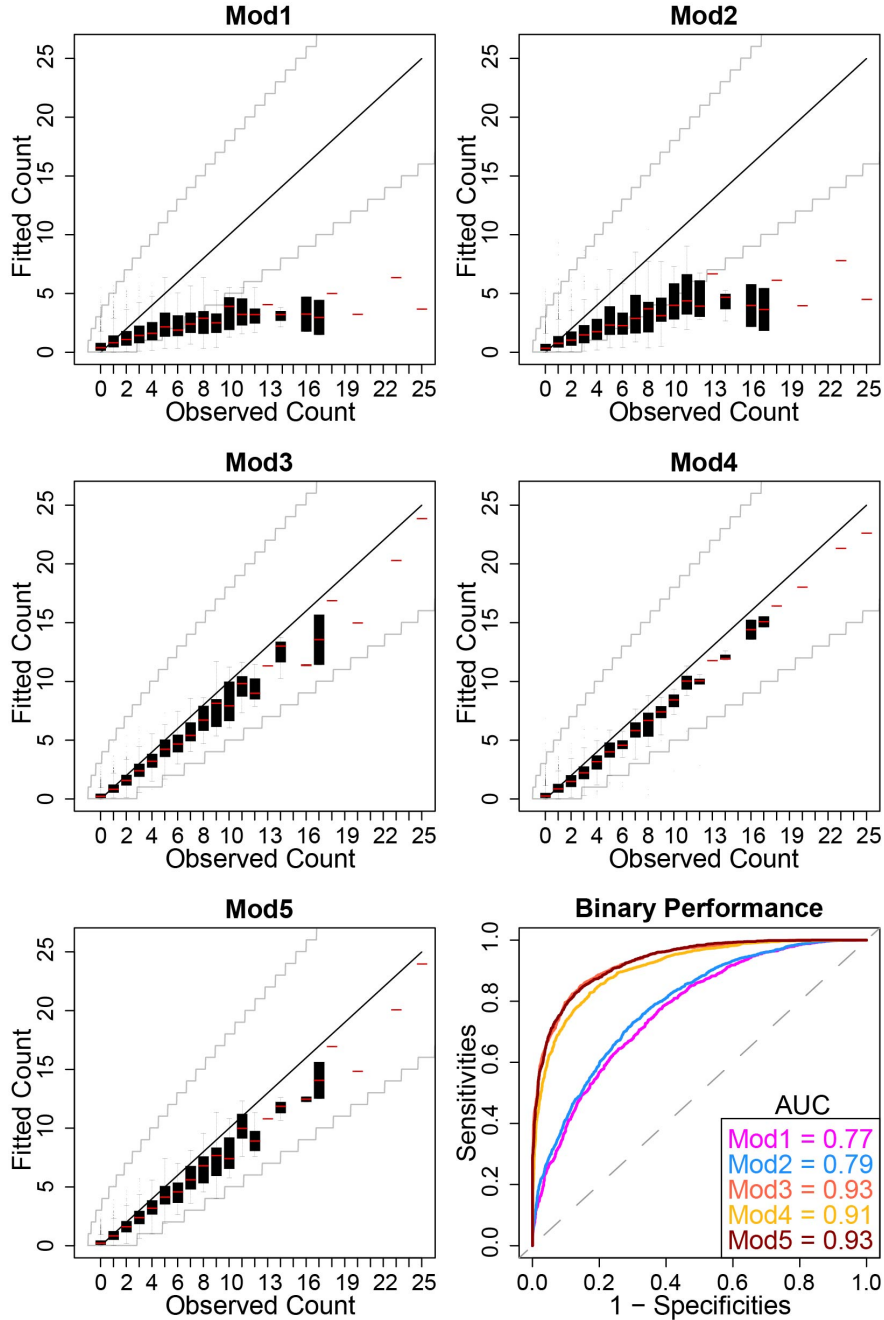 Mod1
Fitted Count
0 5 10 15 20 25
0 2 4 6 8 10 13 16 19 22 25
Observed Count
Mod2
Fitted Count
0 5 10 15 20 25
0 2 4 6 8 10 13 16 19 22 25
Observed Count
Mod3
Fitted Count
0 5 10 15 20 25
0 2 4 6 8 10 13 16 19 22 25
Observed Count
Mod4
Fitted Count
0 5 10 15 20 25
0 2 4 6 8 10 13 16 19 22 25
Observed Count
Mod5
Fitted Count
0 5 10 15 20 25
0 2 4 6 8 10 13 16 19 22 25
Observed Count
Binary Performance
Sensitivities
0.0 0.2 0.4 0.6 0.8 1.0
AUC
Mod1 = 0.77
Mod2 = 0.79
Mod3 = 0.93
Mod4 = 0.91
Mod5 = 0.93
0.0 0.2 0.4 0.6 0.8 1.0
1 − Specificities